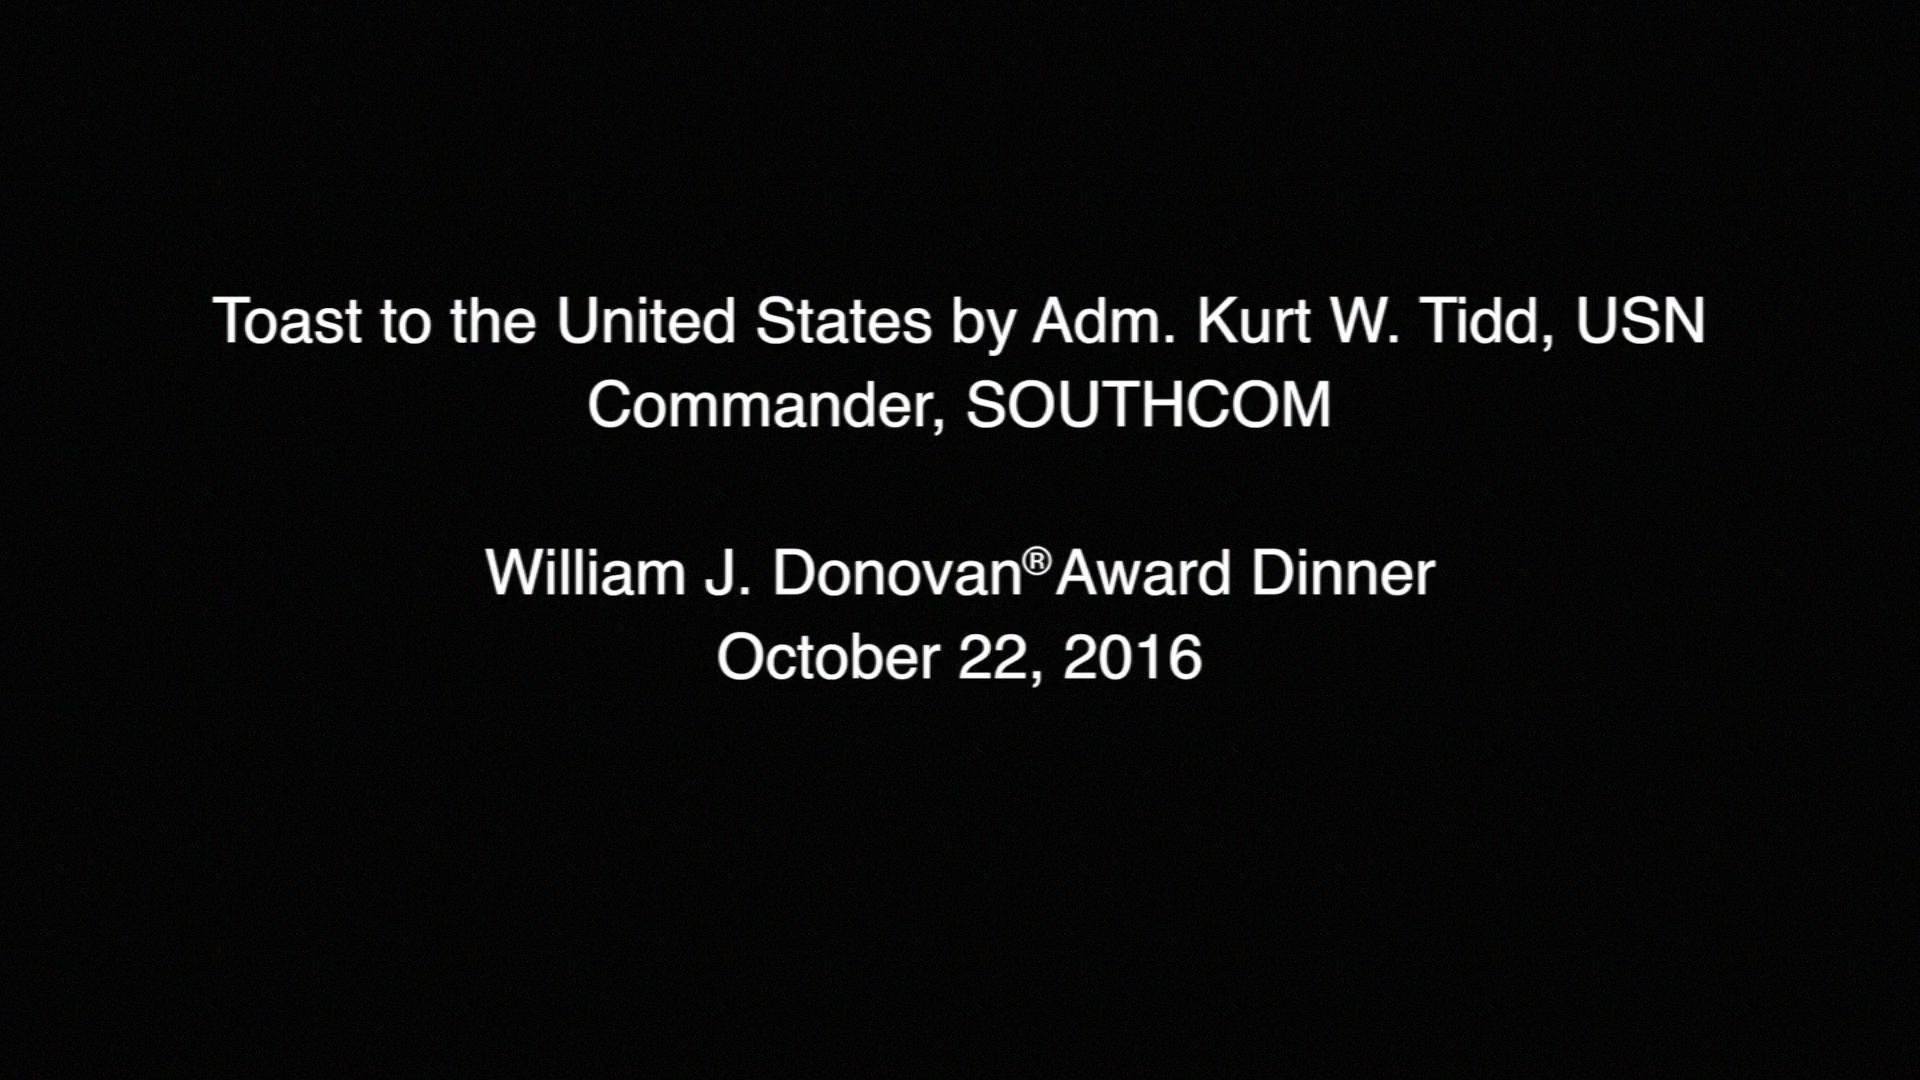 Toast to the United States by Adm. Kurt W. Tidd, USN
Commander, SOUTHCOM
William J. Donovan® Award Dinner
October 22, 2016